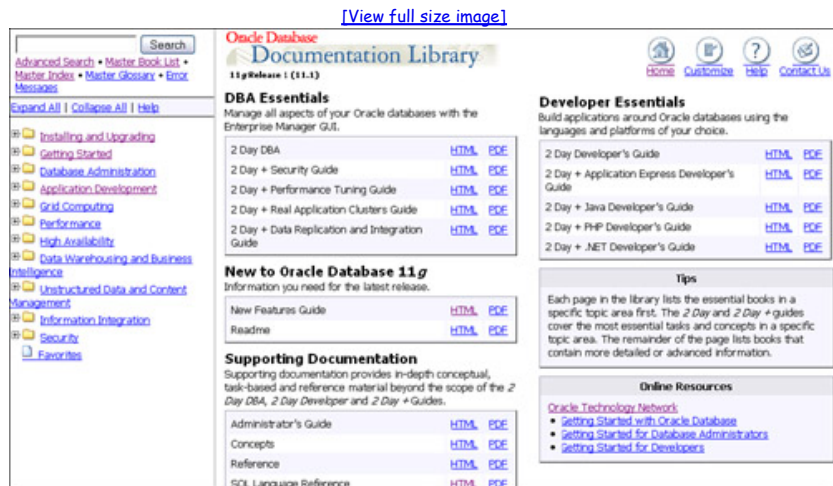 [View full size image]
Search
Advanced Search • Master Book List •
Master Index • Master Glossary • Error
Messages
Expand All | Collapse All | Help
Installing and Upgrading
Getting Started
Database Administration
Application Development
Grid Computing
Performance
High Availability
Data Warehousing and Business
Intelligence
Unstructured Data and Content
Management
Information Integration
Security
Favorites
Oracle Database
Documentation Library
11g Release 1 (11.1)
Home Customize Help Contact Us
DBA Essentials
Manage all aspects of your Oracle databases with the
Enterprise Manager GUI.
2 Day DBA HTML PDF
2 Day + Security Guide HTML PDF
2 Day + Performance Tuning Guide HTML PDF
2 Day + Real Application Clusters Guide HTML PDF
2 Day + Data Replication and Integration HTML PDF
Guide
New to Oracle Database 11g
Information you need for the latest release.
New Features Guide HTML PDF
Readme HTML PDF
Supporting Documentation
Supporting documentation provides in-depth conceptual,
task-based and reference material beyond the scope of the 2
Day DBA, 2 Day Developer and 2 Day + Guides.
Administrator's Guide HTML PDF
Concepts HTML PDF
Reference HTML PDF
SQL Language Reference HTML PDF
Developer Essentials
Build applications around Oracle databases using the
languages and platforms of your choice.
2 Day Developer's Guide HTML PDF
2 Day + Application Express Developer's HTML PDF
Guide
2 Day + Java Developer's Guide HTML PDF
2 Day + PHP Developer's Guide HTML PDF
2 Day + .NET Developer's Guide HTML PDF
Tips
Each page in the library lists the essential books in a
specific topic area first. The 2 Day and 2 Day + guides
cover the most essential tasks and concepts in a specific
topic area. The remainder of the page lists books that
contain more detailed or advanced information.
Online Resources
Oracle Technology Network
• Getting Started with Oracle Database
• Getting Started for Database Administrators
• Getting Started for Developers